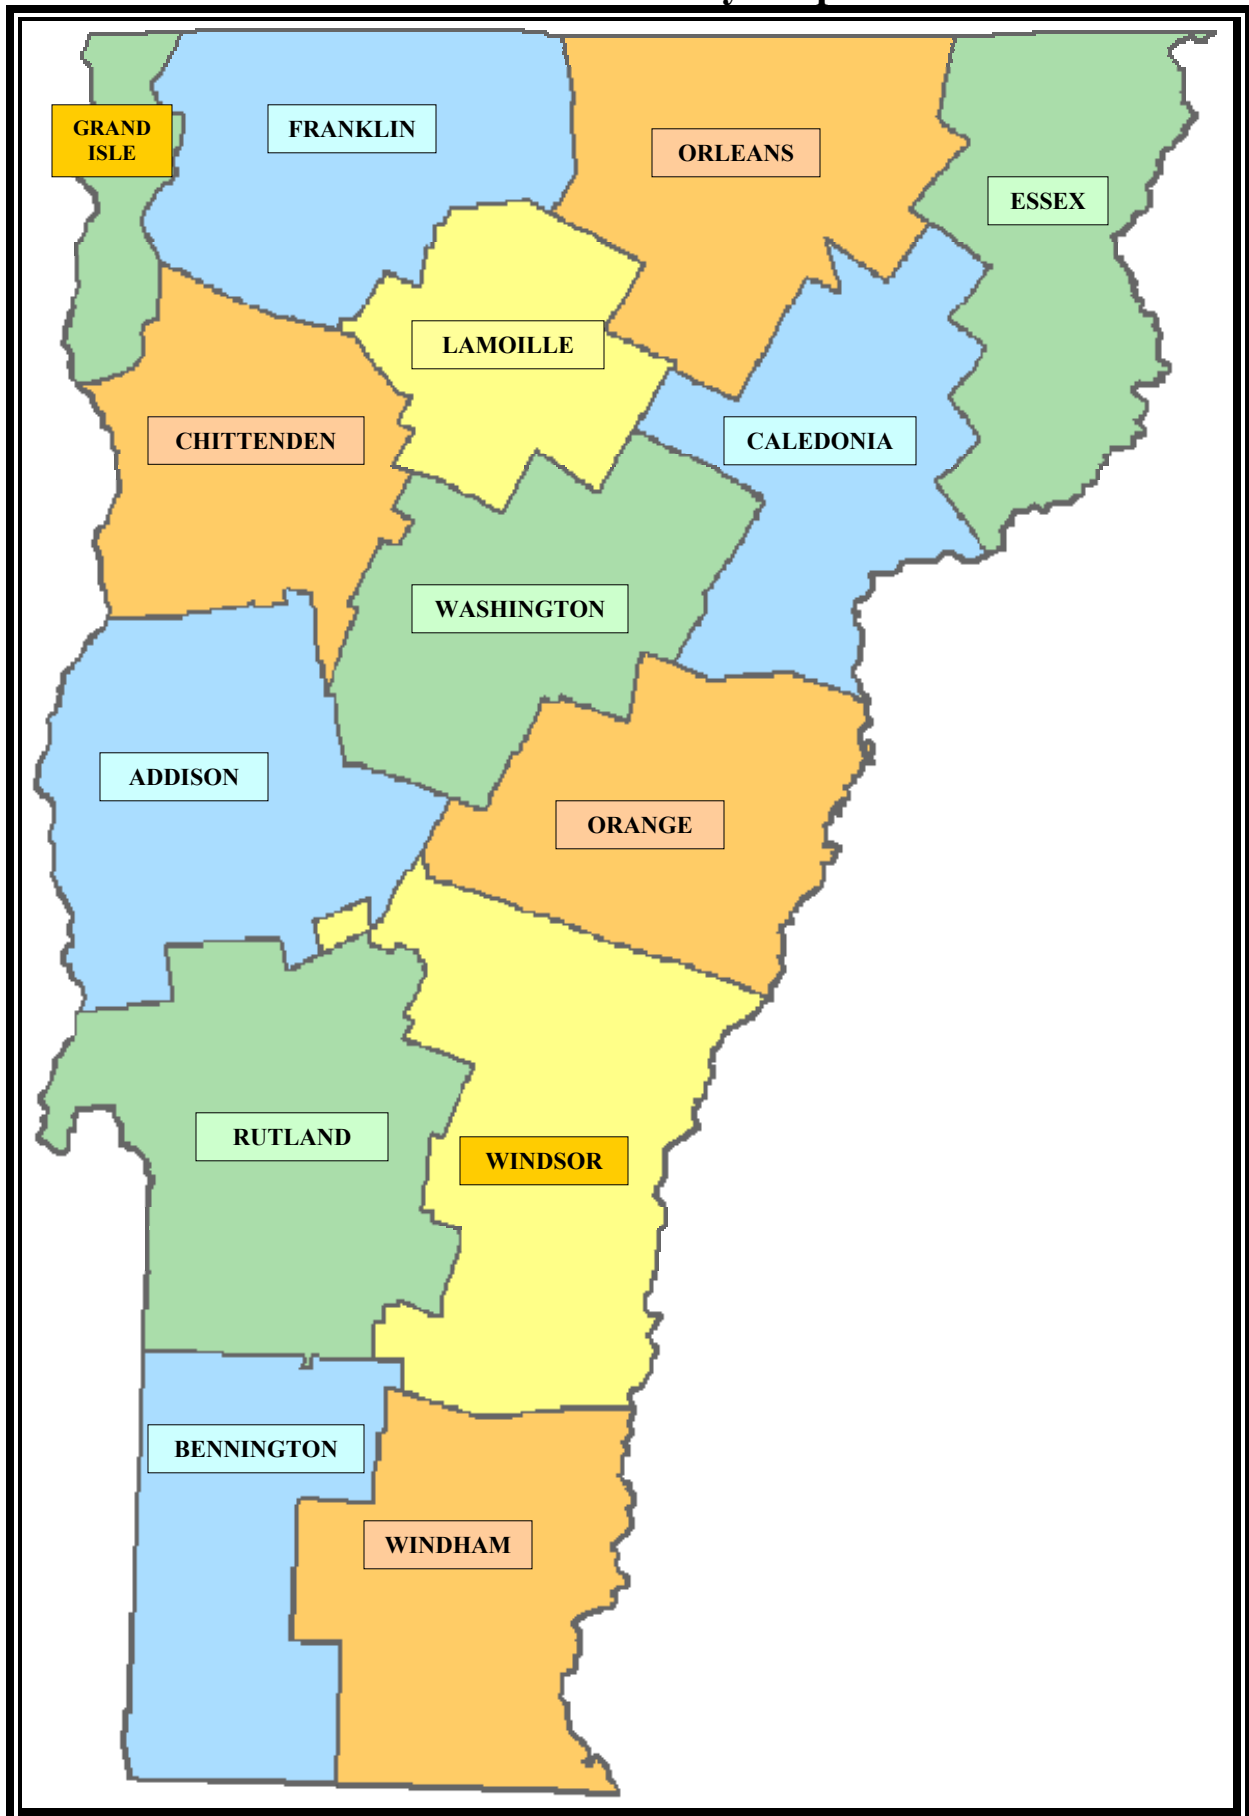 GRAND
ISLE
FRANKLIN
ORLEANS
ESSEX
LAMOILLE
CHITTENDEN
CALEDONIA
WASHINGTON
ADDISON
ORANGE
RUTLAND
WINDSOR
BENNINGTON
WINDHAM